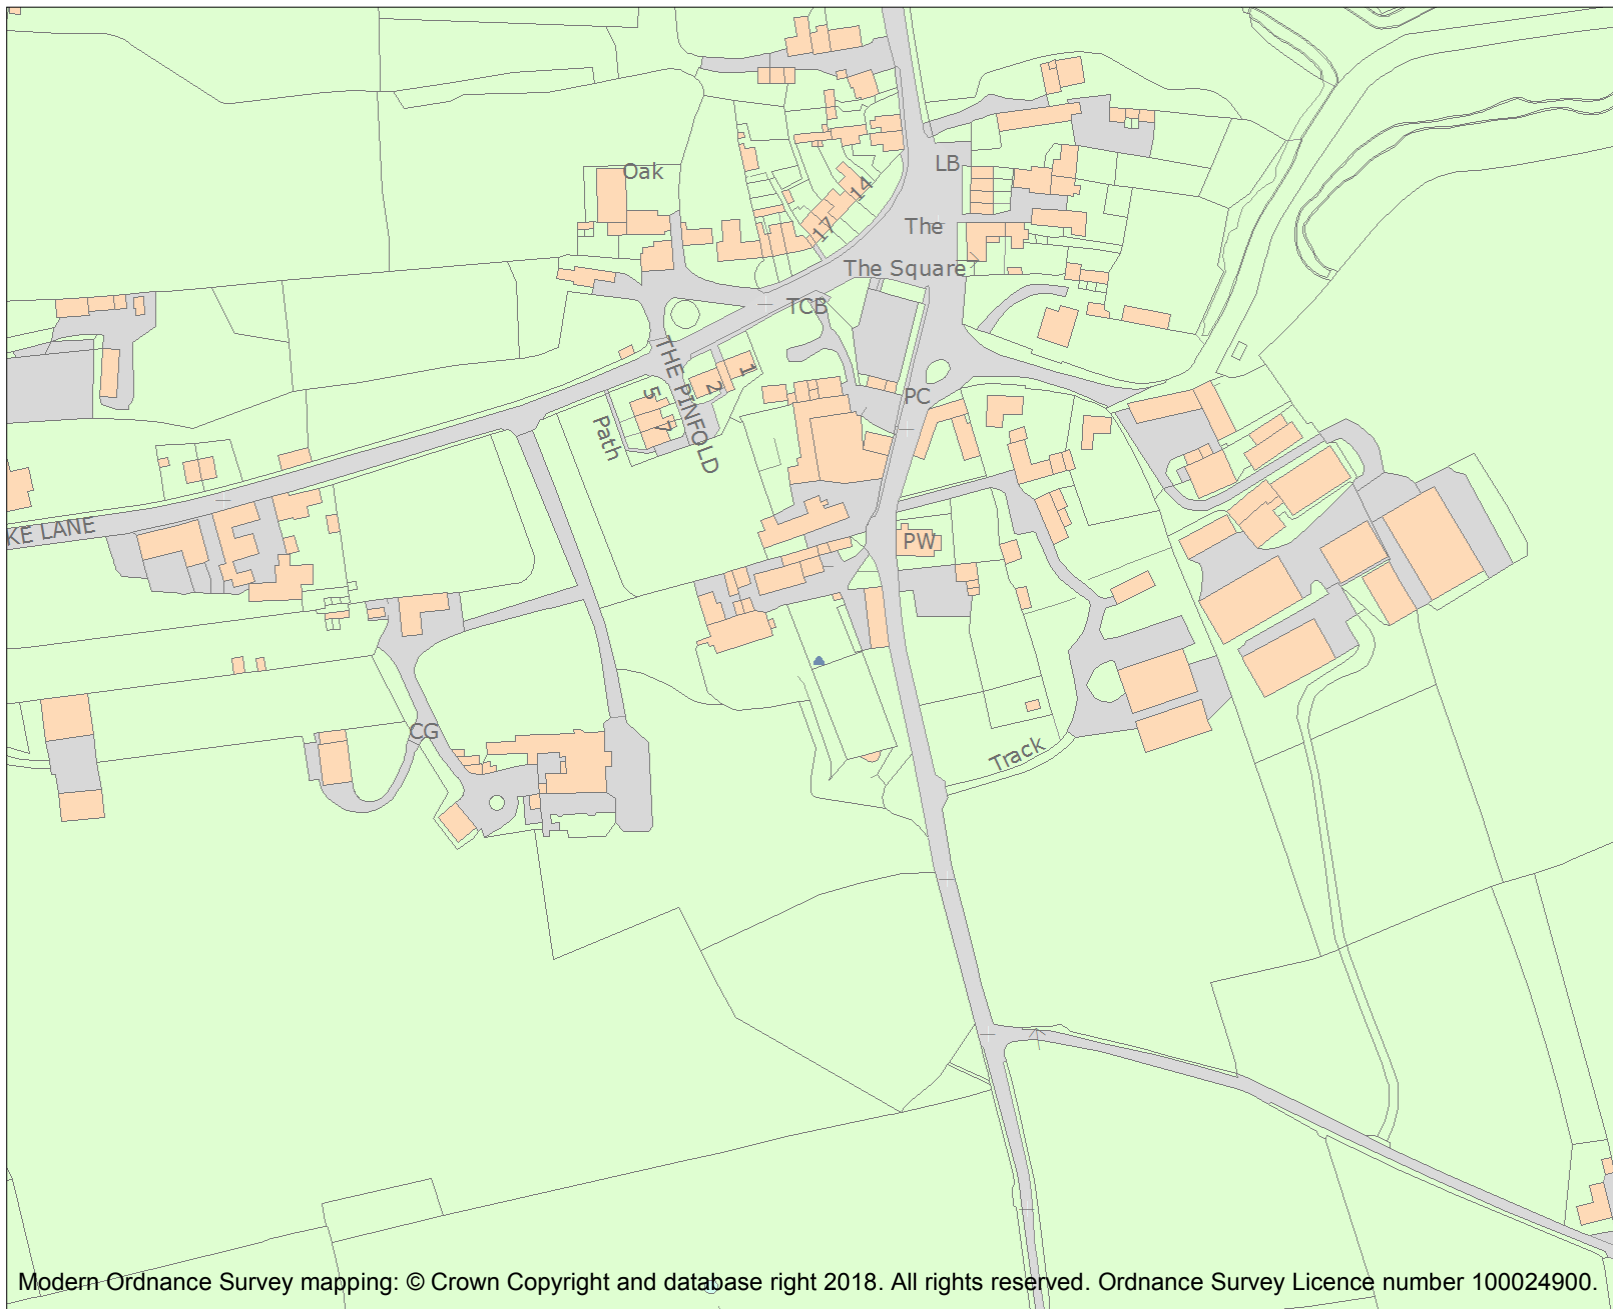 LB
Oak
14
17
The
The Square
7
TCB
THE PINFOLD
1
2
5
7
PC
Path
KE LANE
PW
CG
Track
Modern Ordnance Survey mapping: © Crown Copyright and database right 2018. All rights reserved. Ordnance Survey Licence number 100024900.